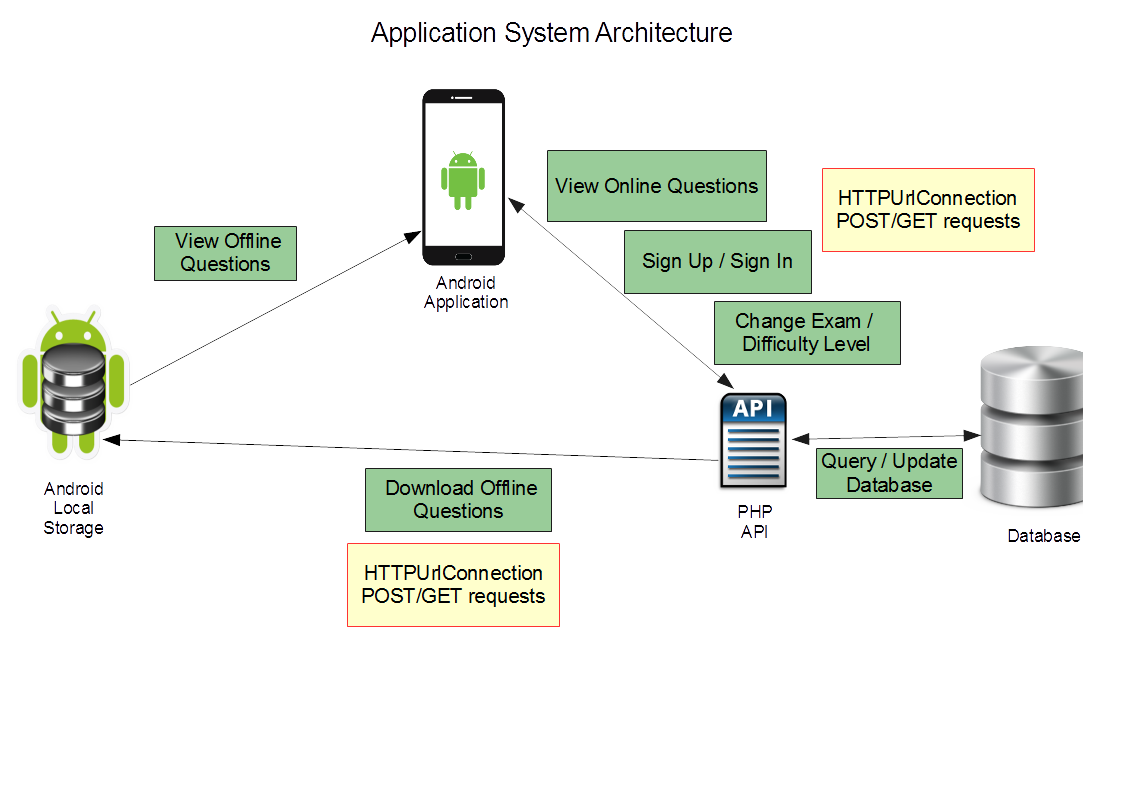 Application System Architecture
View Online Questions
HTTPUrlConnection
POST/GET requests
View Offline
Questions
Sign Up / Sign In
Android
Application
Change Exam /
Difficulty Level
API
Query / Update
Database
Android
Local
Storage
Download Offline
Questions
PHP
API
Database
HTTPUrlConnection
POST/GET requests